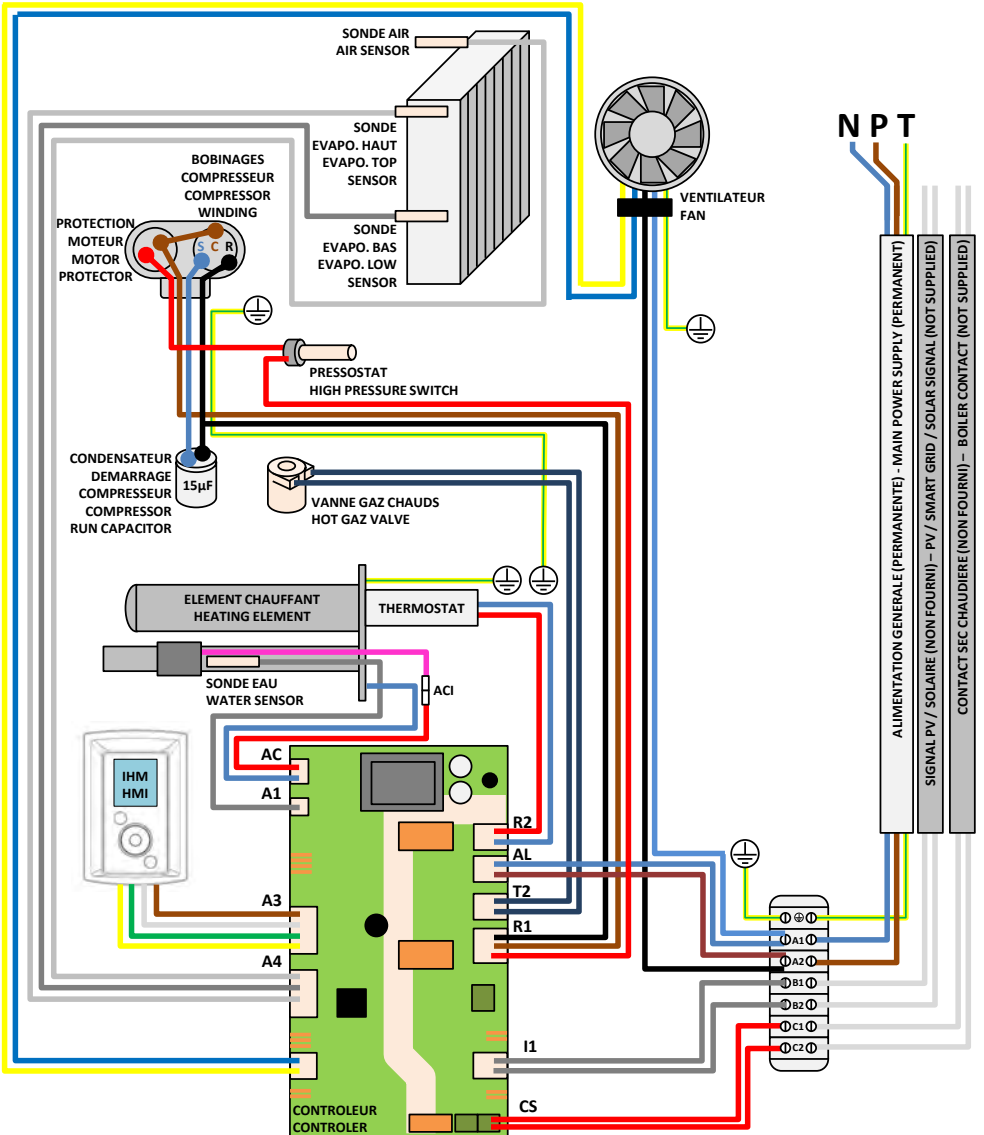 SONDE AIR
AIR SENSOR
SONDE
EVAPO. HAUT
EVAPO. TOP
SENSOR
SONDE
EVAPO. BAS
EVAPO. LOW
SENSOR
VENTILATEUR
FAN
N P T
BOBINAGES
COMPRESSEUR
COMPRESSOR
WINDING
PROTECTION
MOTEUR
MOTOR
PROTECTOR
S C R
PRESSOSTAT
HIGH PRESSURE SWITCH
CONDENSATEUR
DEMARRAGE
COMPRESSEUR
COMPRESSOR
RUN CAPACITOR
15µF
VANNE GAZ CHAUDS
HOT GAZ VALVE
ELEMENT CHAUFFANT
HEATING ELEMENT
THERMOSTAT
SONDE EAU
WATER SENSOR
ACI
IHM
HMI
AC
A1
A3
A4
R2
AL
T2
R1
I1
CS
CONTROLEUR
CONTROLER
ALIMENTATION GENERALE (PERMANENTE) - MAIN POWER SUPPLY (PERMANENT)
SIGNAL PV / SOLAIRE (NON FOURNI) – PV / SMART GRID / SOLAR SIGNAL (NOT SUPPLIED)
CONTACT SEC CHAUDIERE (NON FOURNI) – BOILER CONTACT (NOT SUPPLIED)
A1
A2
B1
B2
C1
C2